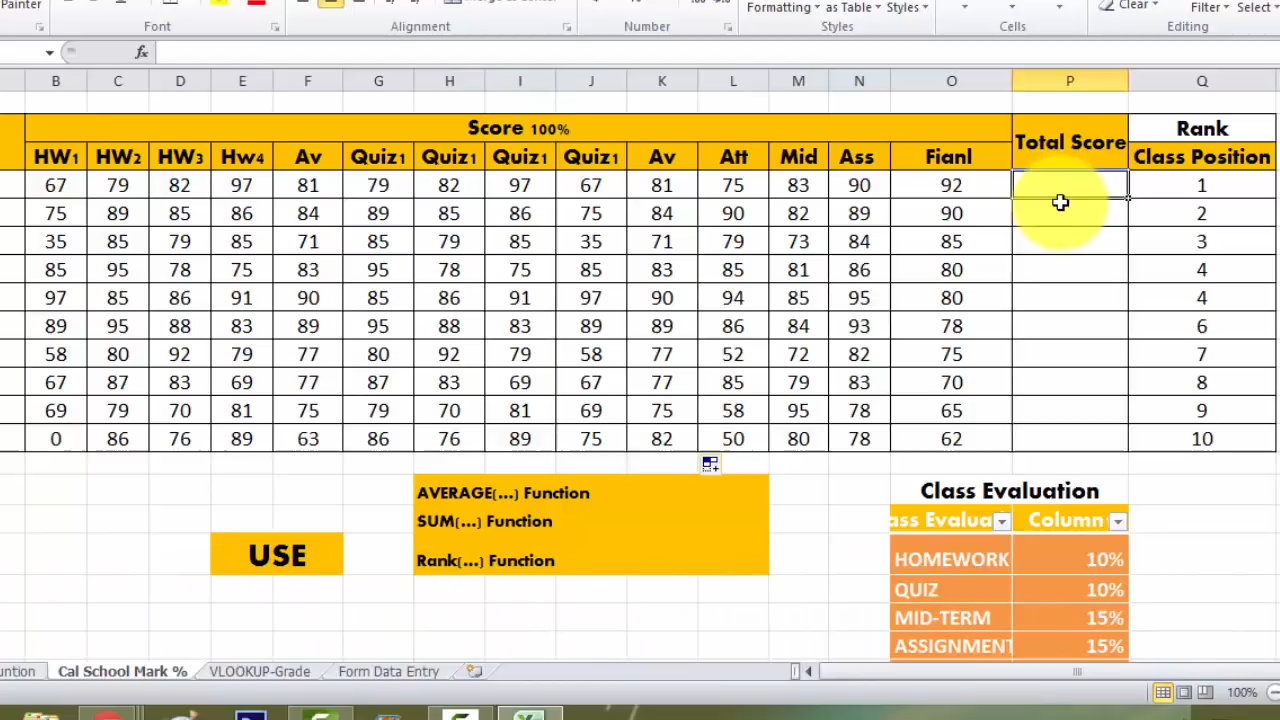 Painter
Formatting as Table Styles
Clear
Filter Select
Font
Alignment
Number
Styles
Cells
Editing
fx
B C D E F G H I J K L M N O P Q
Score 100% Total Score Rank
HW1 HW2 HW3 Hw4 Av Quiz1 Quiz1 Quiz1 Quiz1 Av Att Mid Ass Fianl Class Position
67 79 82 97 81 79 82 97 67 81 75 83 90 92 1
75 89 85 86 84 89 85 86 75 84 90 82 89 90 2
35 85 79 85 71 85 79 85 35 71 79 73 84 85 3
85 95 78 75 83 95 78 75 85 83 85 81 86 80 4
97 85 86 91 90 85 86 91 97 90 94 85 95 80 4
89 95 88 83 89 95 88 83 89 89 86 84 93 78 6
58 80 92 79 77 80 92 79 58 77 52 72 82 75 7
67 87 83 69 77 87 83 69 67 77 85 79 83 70 8
69 79 70 81 75 79 70 81 69 75 58 95 78 65 9
0 86 76 89 63 86 76 89 75 82 50 80 78 62 10
AVERAGE(...) Function
SUM(...) Function
Rank(...) Function
USE
Class Evaluation
ass Evalua Column
HOMEWORK 10%
QUIZ 10%
MID-TERM 15%
ASSIGNMENT 15%
untion Cal School Mark % VLOOKUP-Grade Form Data Entry
100%